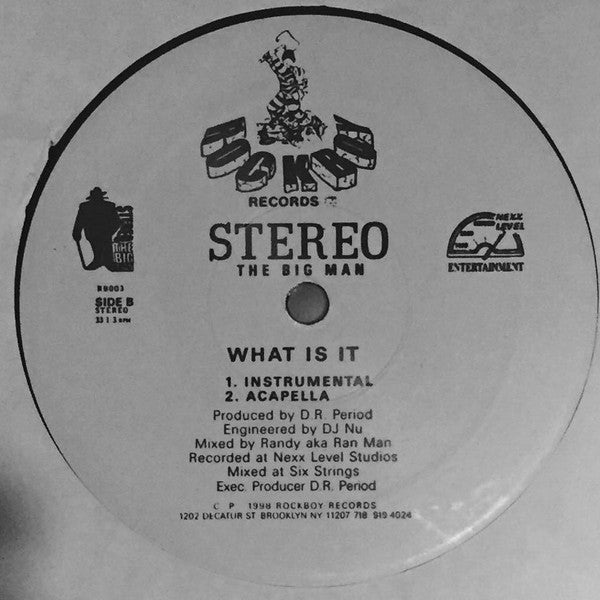 ROCKBOY
RECORDS
STEREO
THE BIG MAN
THE
BIG
NEXX
LEVEL
ENTERTAINMENT
RB003
SIDE B
STEREO
33 1 3 RPM
WHAT IS IT
1. INSTRUMENTAL
2. ACAPELLA
Produced by D.R. Period
Engineered by DJ Nu
Mixed by Randy aka Ran Man
Recorded at Nexx Level Studios
Mixed at Six Strings
Exec. Producer D.R. Period
C P 1998 ROCKBOY RECORDS
1202 DECATUR ST BROOKLYN NY 11207 718 919 4024